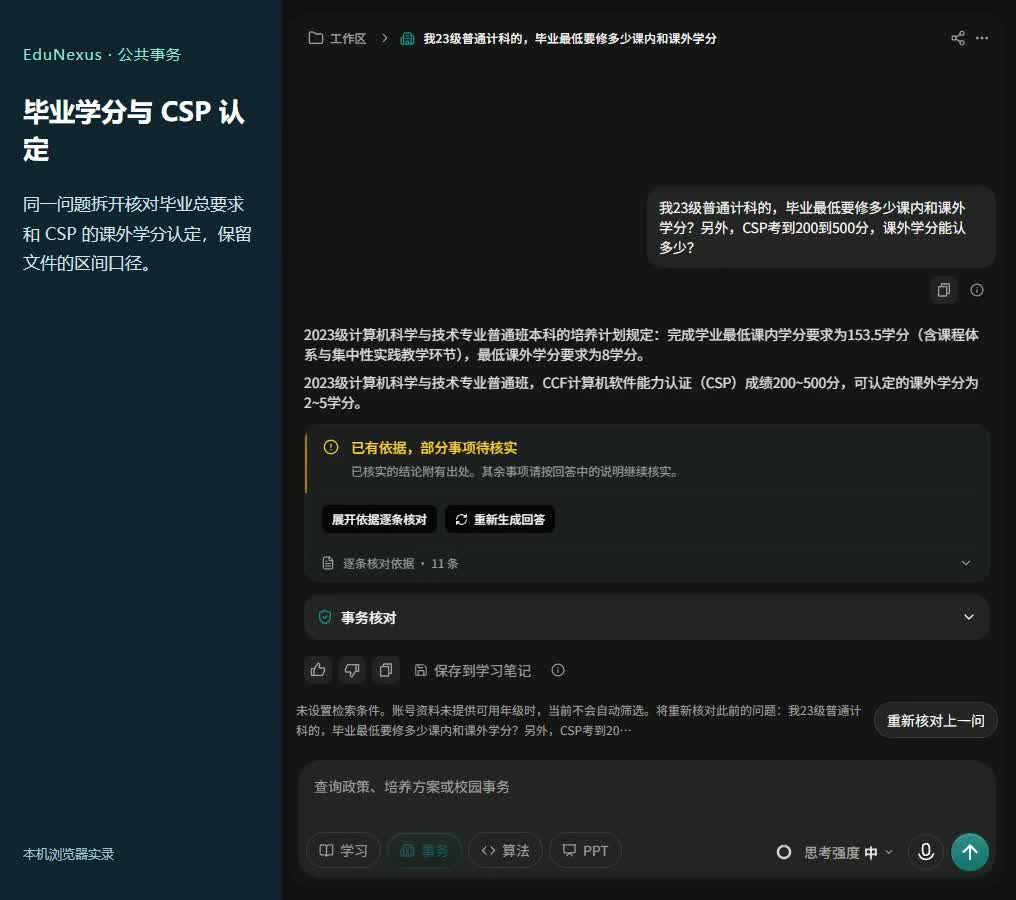 EduNexus · 公共事务
毕业学分与 CSP 认
定
同一问题拆开核对毕业总要求
和 CSP 的课外学分认定，保留
文件的区间口径。
本机浏览器实录
工作区
我23级普通计科的，毕业最低要修多少课内和课外学分
我23级普通计科的，毕业最低要修多少课内和课外
学分？另外，CSP考到200到500分，课外学分能认
多少？
2023级计算机科学与技术专业普通班本科的培养计划规定：完成学业最低课内学分要求为153.5学分（含课程体
系与集中性实践教学环节），最低课外学分要求为8学分。
2023级计算机科学与技术专业普通班，CCF计算机软件能力认证（CSP）成绩200~500分，可认定的课外学分为
2~5学分。
已有依据，部分事项待核实
已核实的结论附有出处。其余事项请按回答中的说明继续核实。
展开依据逐条核对 重新生成回答
逐条核对依据 · 11 条
事务核对
保存到学习笔记
未设置检索条件。账号资料未提供可用年级时，当前不会自动筛选。将重新核对此前的问题：我23级普通计
科的，毕业最低要修多少课内和课外学分？另外，CSP考到20…
重新核对上一问
查询政策、培养方案或校园事务
学习 事务 算法 PPT 思考强度 中